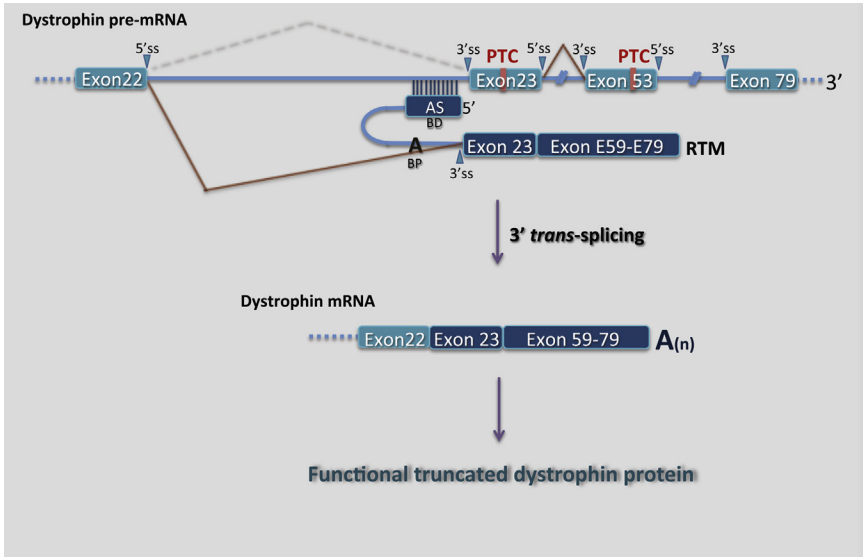 Dystrophin pre-mRNA
5'ss 3'ss PTC 5'ss 3'ss PTC 5'ss 3'ss
Exon22 Exon23 Exon 53 Exon 79 3'
AS 5'
BD
A Exon 23 Exon E59-E79 RTM
BP 3'ss
3' trans-splicing
Dystrophin mRNA
Exon22 Exon 23 Exon 59-79 A(n)
Functional truncated dystrophin protein